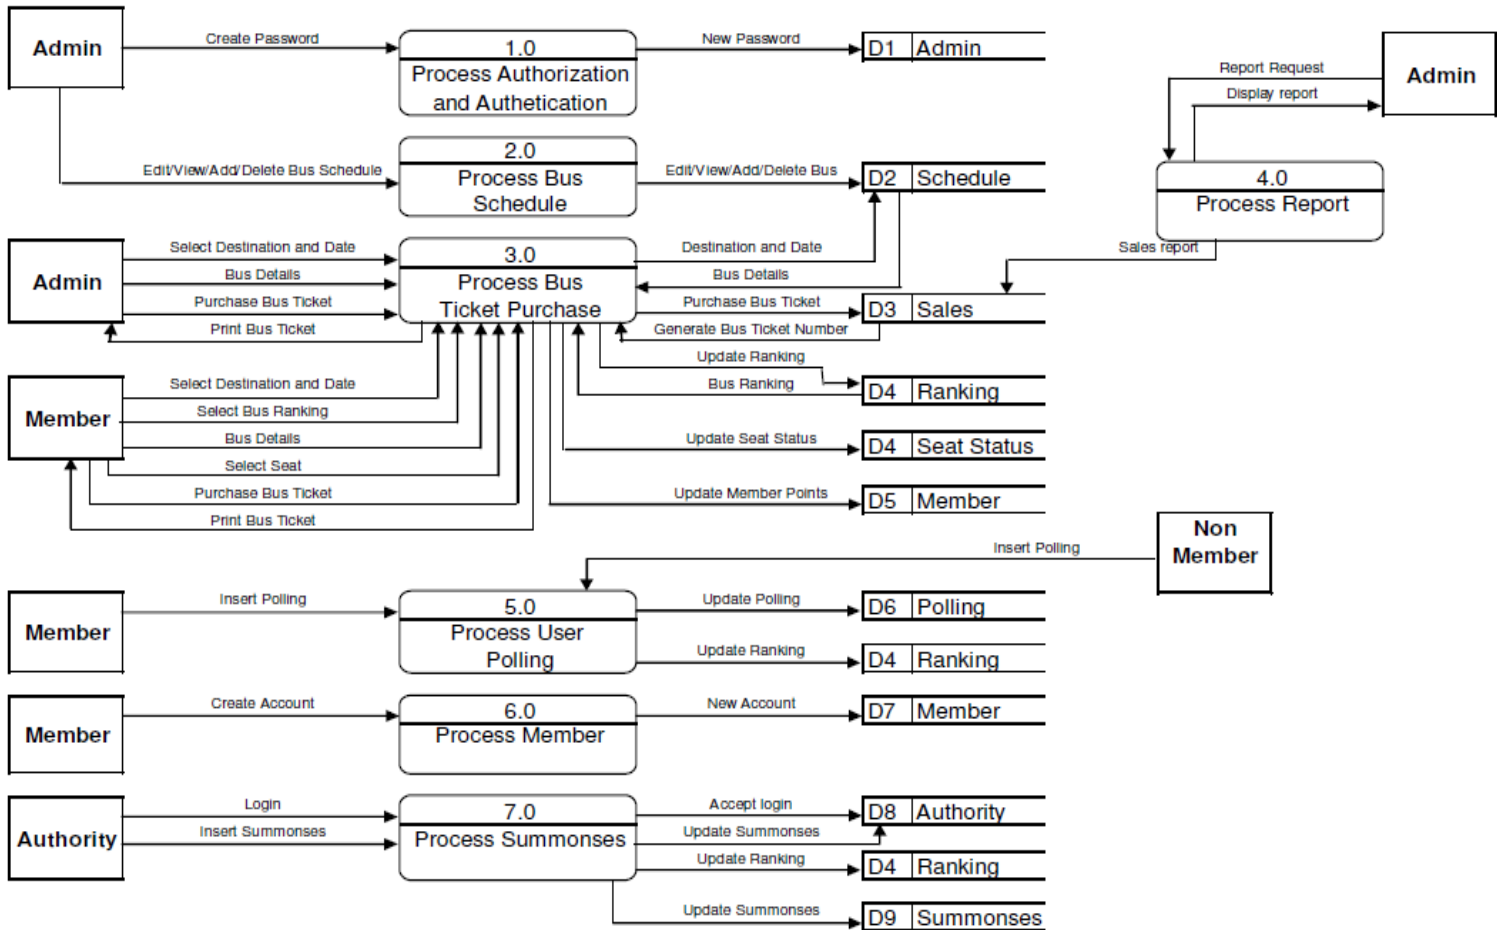 Admin
Create Password
1.0
Process Authorization
and Authetication
New Password
D1 Admin
Report Request
Display report
Admin
Edit/View/Add/Delete Bus Schedule
2.0
Process Bus
Schedule
Edit/View/Add/Delete Bus
D2 Schedule
4.0
Process Report
Sales report
Admin
Select Destination and Date
Bus Details
Purchase Bus Ticket
Print Bus Ticket
3.0
Process Bus
Ticket Purchase
Destination and Date
Bus Details
Purchase Bus Ticket
D3 Sales
Generate Bus Ticket Number
Update Ranking
Bus Ranking
D4 Ranking
Member
Select Destination and Date
Select Bus Ranking
Bus Details
Select Seat
Purchase Bus Ticket
Print Bus Ticket
Update Seat Status
D4 Seat Status
Update Member Points
D5 Member
Non
Member
Insert Polling
Member
Insert Polling
5.0
Process User
Polling
Update Polling
D6 Polling
Update Ranking
D4 Ranking
Member
Create Account
6.0
Process Member
New Account
D7 Member
Authority
Login
Insert Summonses
7.0
Process Summonses
Accept login
D8 Authority
Update Summonses
Update Ranking
D4 Ranking
Update Summonses
D9 Summonses